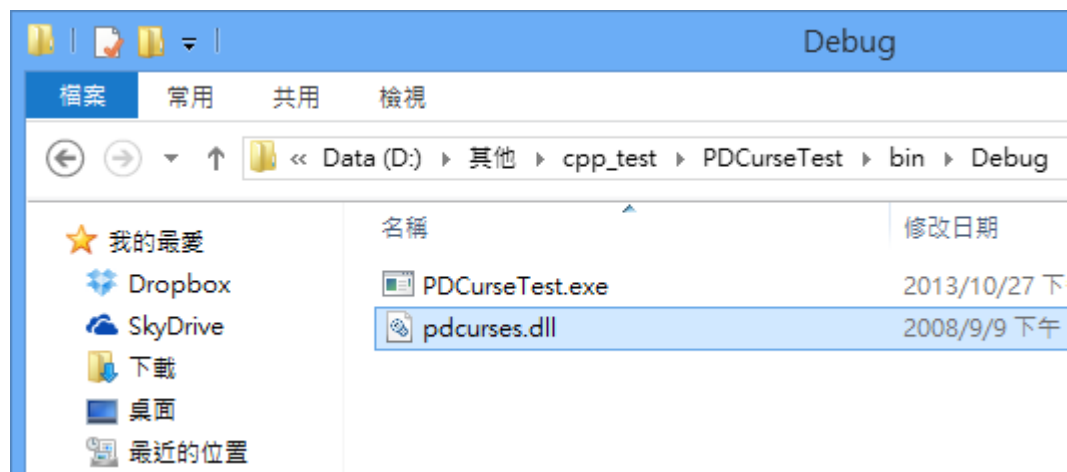 Debug
檔案 常用 共用 檢視
« Data (D:) 其他 cpp_test PDCurseTest bin Debug
名稱 修改日期
我的最愛
Dropbox
SkyDrive
下載
桌面
最近的位置
PDCurseTest.exe 2013/10/27 下
pdcurses.dll 2008/9/9 下午